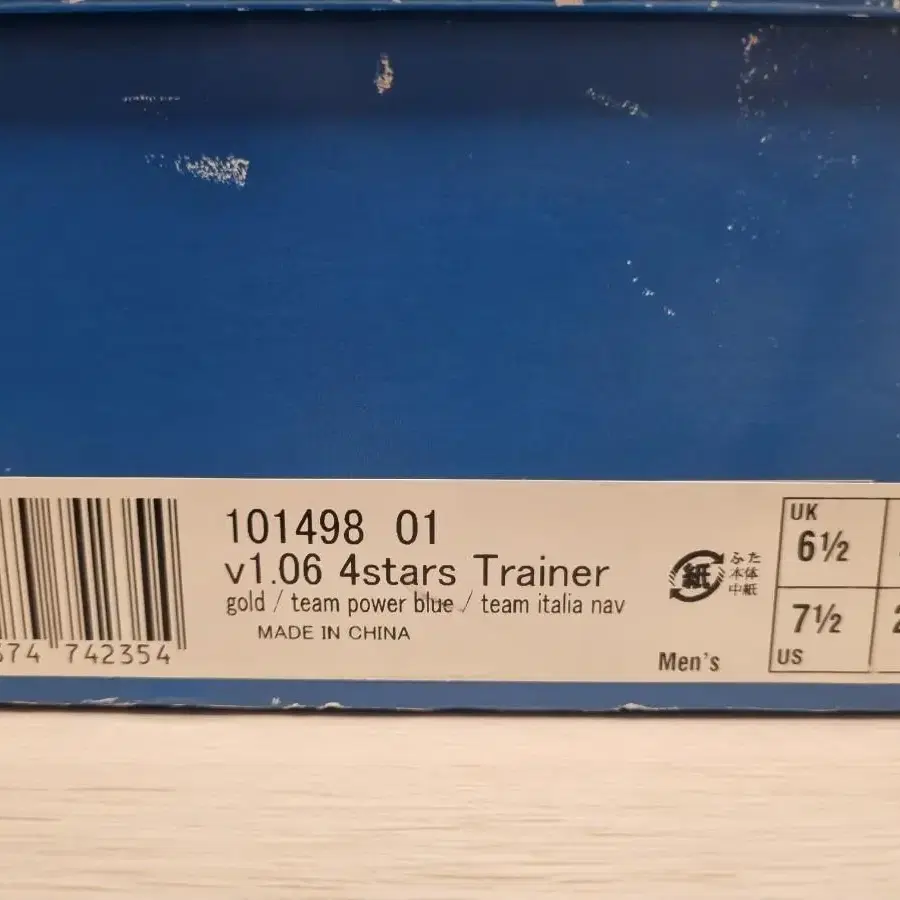 101498 01
v1.06 4stars Trainer
gold / team power blue / team italia nav
MADE IN CHINA
742354
紙
ふた
本体
中紙
Men's
UK
6½
7½
US